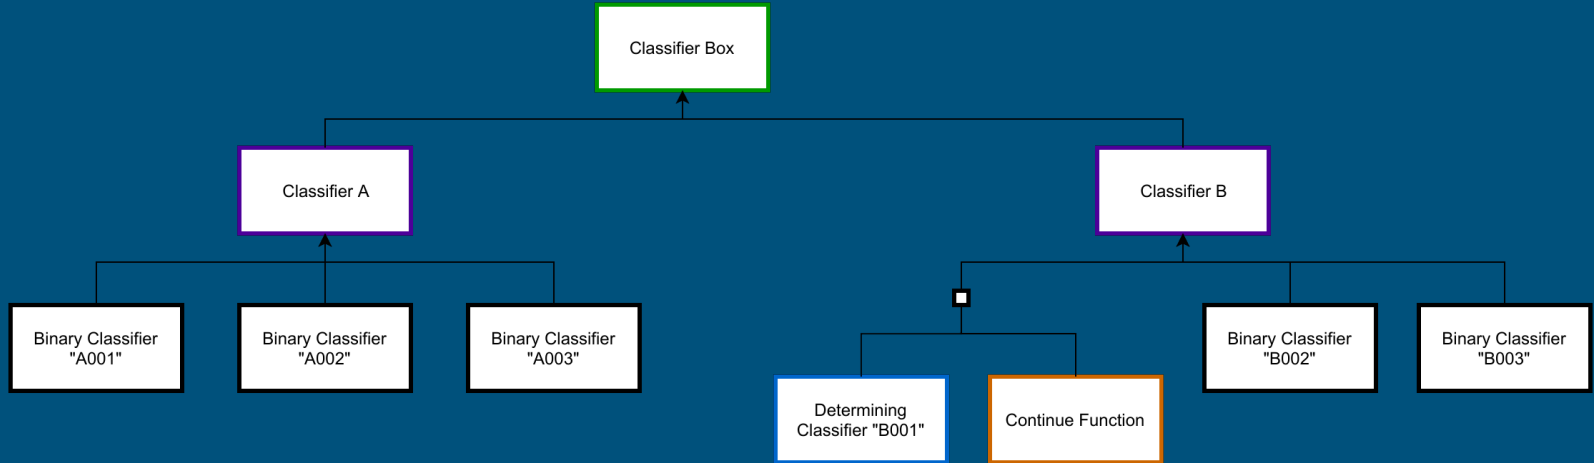 Classifier Box
Classifier A
Classifier B
Binary Classifier
"A001"
Binary Classifier
"A002"
Binary Classifier
"A003"
Binary Classifier
"B002"
Binary Classifier
"B003"
Determining
Classifier "B001"
Continue Function